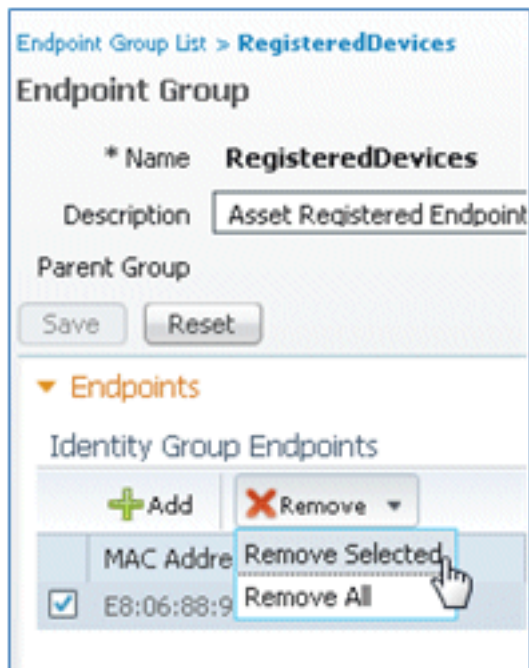 Endpoint Group List > RegisteredDevices
Endpoint Group
* Name RegisteredDevices
Description Asset Registered Endpoint
Parent Group
Save Reset
Endpoints
Identity Group Endpoints
Add Remove
MAC Addre Remove Selected
E8:06:88:9 Remove All